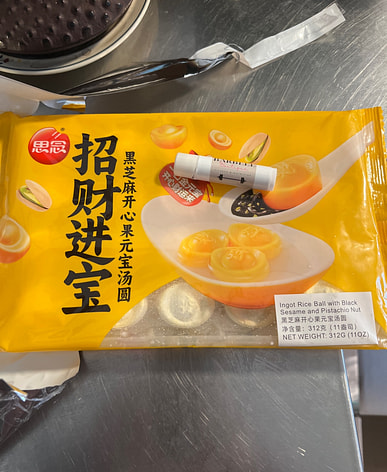 思念
招财进宝
黑芝麻开心果元宝汤圆
Ingot Rice Ball with Black
Sesame and Pistachio Nut
黑芝麻开心果元宝汤圆
净含量：312克（11盎司）
NET WEIGHT: 312G (11OZ)